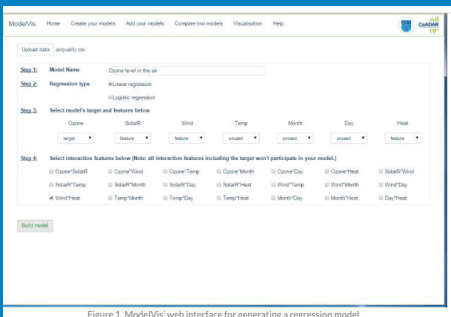 ModelVis Home Create your models Add your models Compare two models Visualisation Help CeADAR
Upload data airquality.csv
Step 1: Model Name Ozone level in the air
Step 2: Regression type Linear regression
Logistic regression
Step 3: Select model's target and features below
Ozone SolarR Wind Temp Month Day Heat
target feature feature unused unused unused feature
Step 4: Select interaction features below (Note: all interaction features including the target won't participate in your model.)
Ozone*SolarR Ozone*Wind Ozone*Temp Ozone*Month Ozone*Day Ozone*Heat SolarR*Wind
SolarR*Temp SolarR*Month SolarR*Day SolarR*Heat Wind*Temp Wind*Month Wind*Day
Wind*Heat Temp*Month Temp*Day Temp*Heat Month*Day Month*Heat Day*Heat
Build model
Figure 1. ModelVis' web interface for generating a regression model